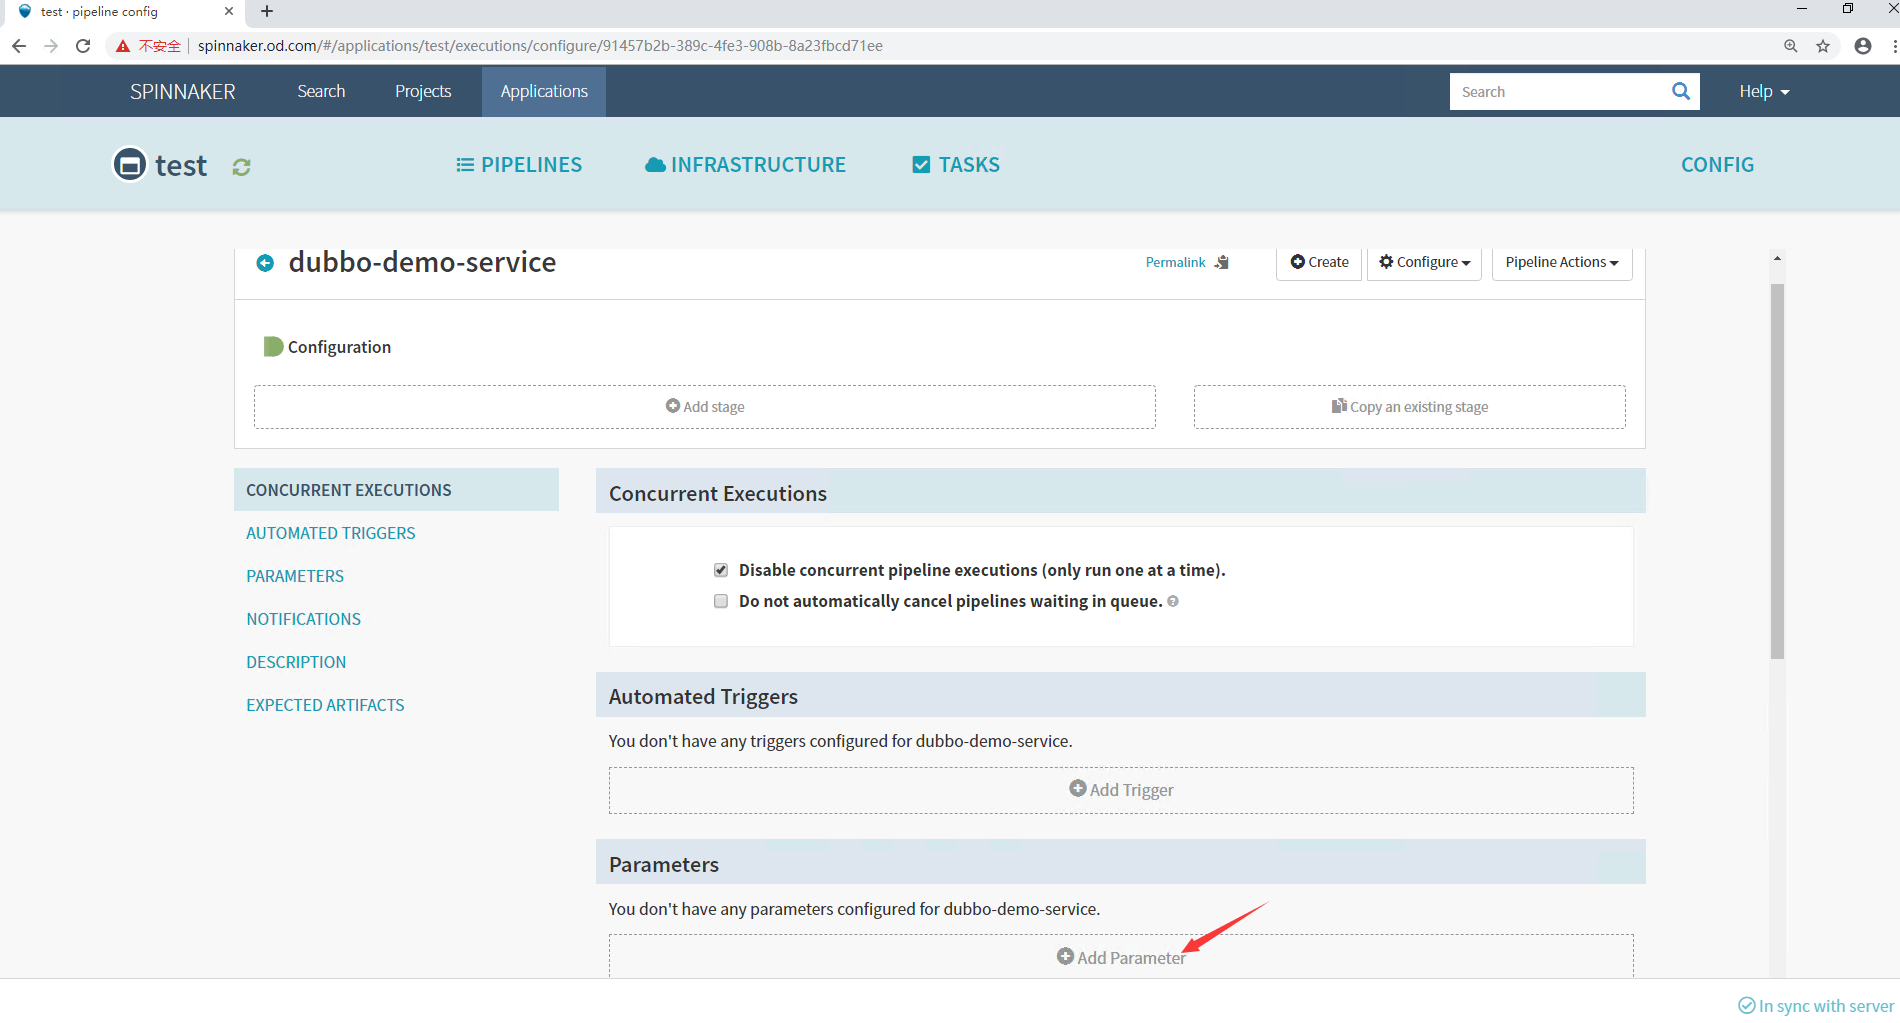 test · pipeline config
不安全 spinnaker.od.com/#/applications/test/executions/configure/91457b2b-389c-4fe3-908b-8a23fbcd71ee
SPINNAKER Search Projects Applications Search Help
test PIPELINES INFRASTRUCTURE TASKS CONFIG
dubbo-demo-service Permalink Create Configure Pipeline Actions
Configuration
Add stage Copy an existing stage
CONCURRENT EXECUTIONS
AUTOMATED TRIGGERS
PARAMETERS
NOTIFICATIONS
DESCRIPTION
EXPECTED ARTIFACTS
Concurrent Executions
Disable concurrent pipeline executions (only run one at a time).
Do not automatically cancel pipelines waiting in queue.
Automated Triggers
You don't have any triggers configured for dubbo-demo-service.
Add Trigger
Parameters
You don't have any parameters configured for dubbo-demo-service.
Add Parameter
In sync with server